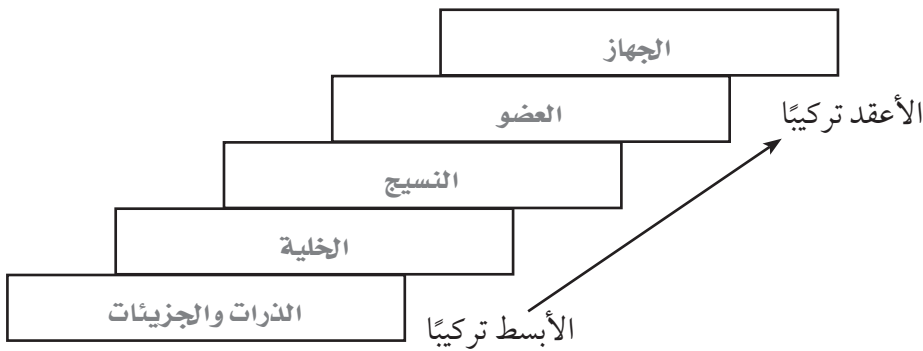 الجهاز
العضو
الأعقد تركيبًا
النسيج
الخلية
الذرات والجزيئات
الأبسط تركيبًا